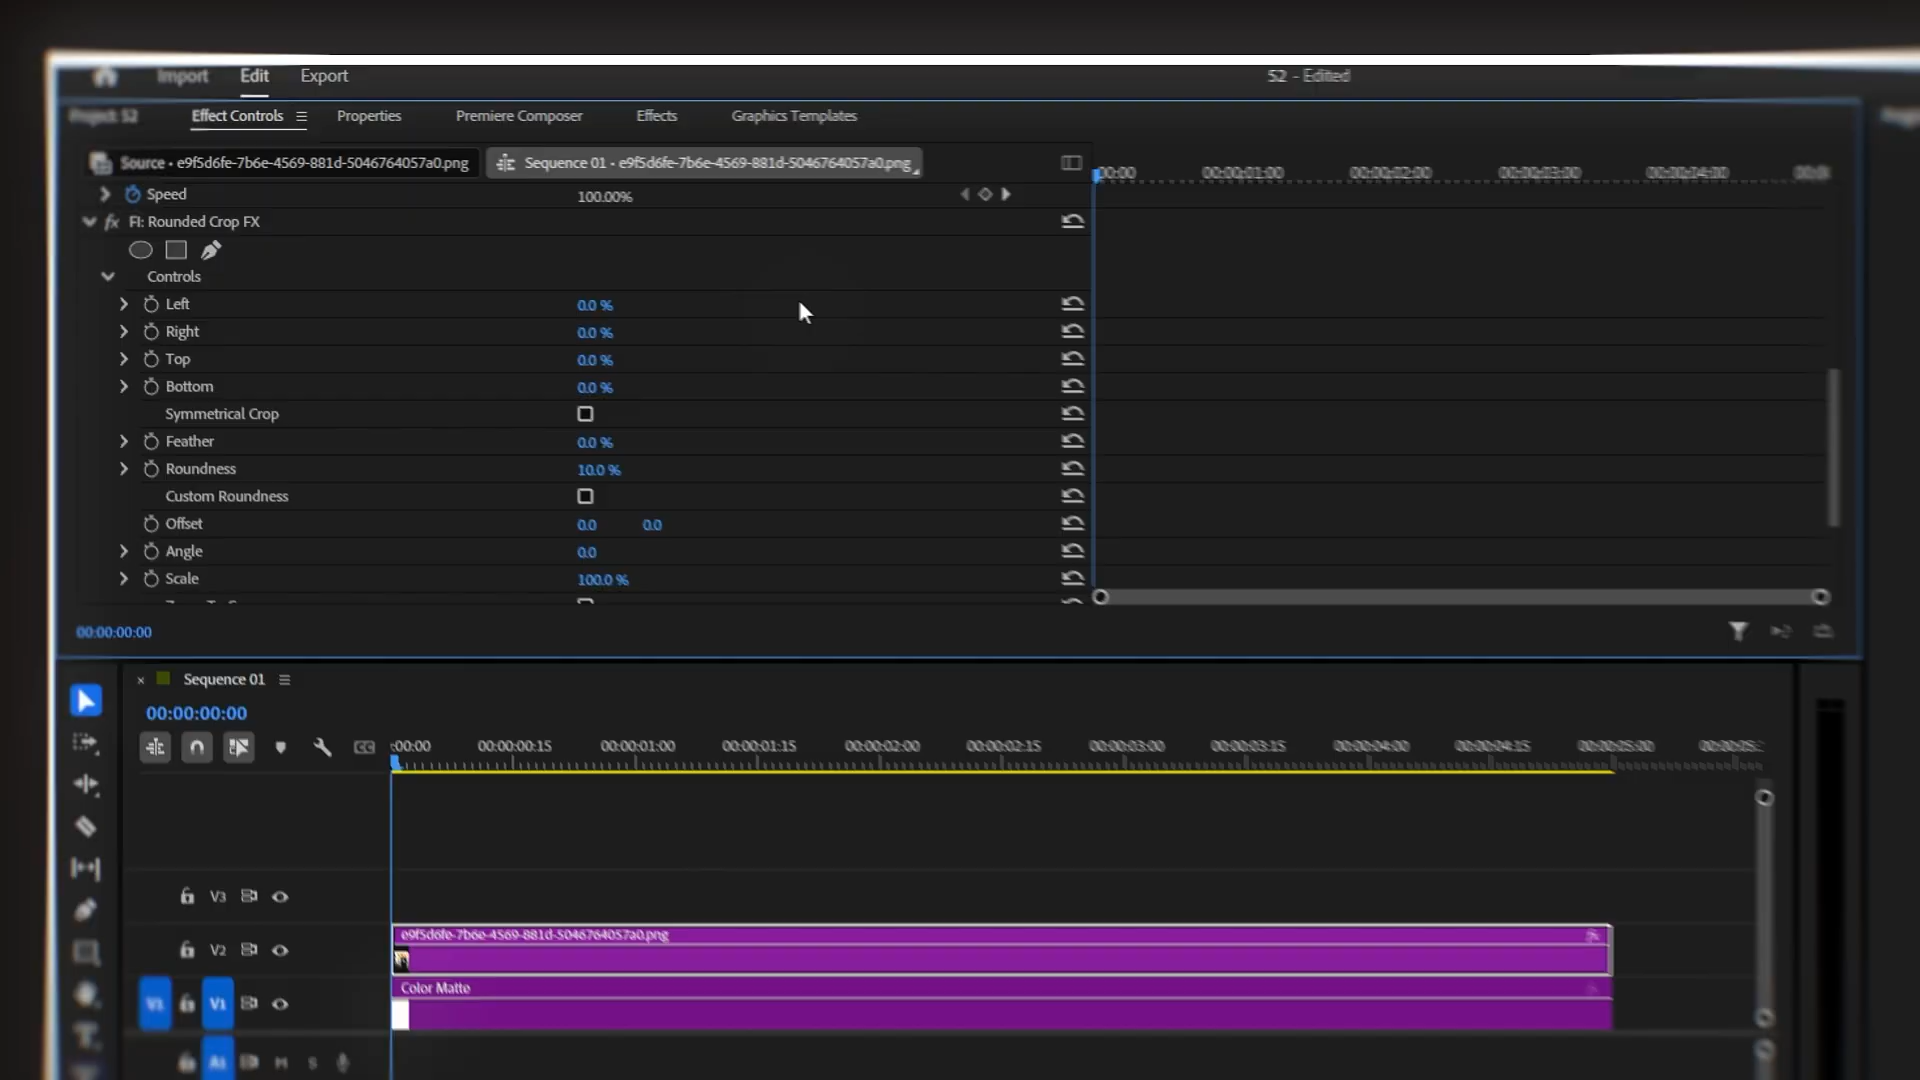 Import Edit Export
52 - Edited
Project: 52
Effect Controls Properties Premiere Composer Effects Graphics Templates
Source • e9f5d6fe-7b6e-4569-881d-5046764057a0.png Sequence 01 • e9f5d6fe-7b6e-4569-881d-5046764057a0.png
:00:00 00:00:01:00 00:00:02:00 00:00:03:00 00:00:04:00
Speed 100.00%
fx FI: Rounded Crop FX
Controls
Left 0.0 %
Right 0.0 %
Top 0.0 %
Bottom 0.0 %
Symmetrical Crop
Feather 0.0 %
Roundness 10.0 %
Custom Roundness
Offset 0.0 0.0
Angle 0.0
Scale 100.0 %
00:00:00:00
× Sequence 01
00:00:00:00
:00:00 00:00:00:15 00:00:01:00 00:00:01:15 00:00:02:00 00:00:02:15 00:00:03:00 00:00:03:15 00:00:04:00 00:00:04:15 00:00:05:00 00:00:05:
V3
V2 e9f5d6fe-7b6e-4569-881d-5046764057a0.png
Color Matte
V1 V1
A1 M S